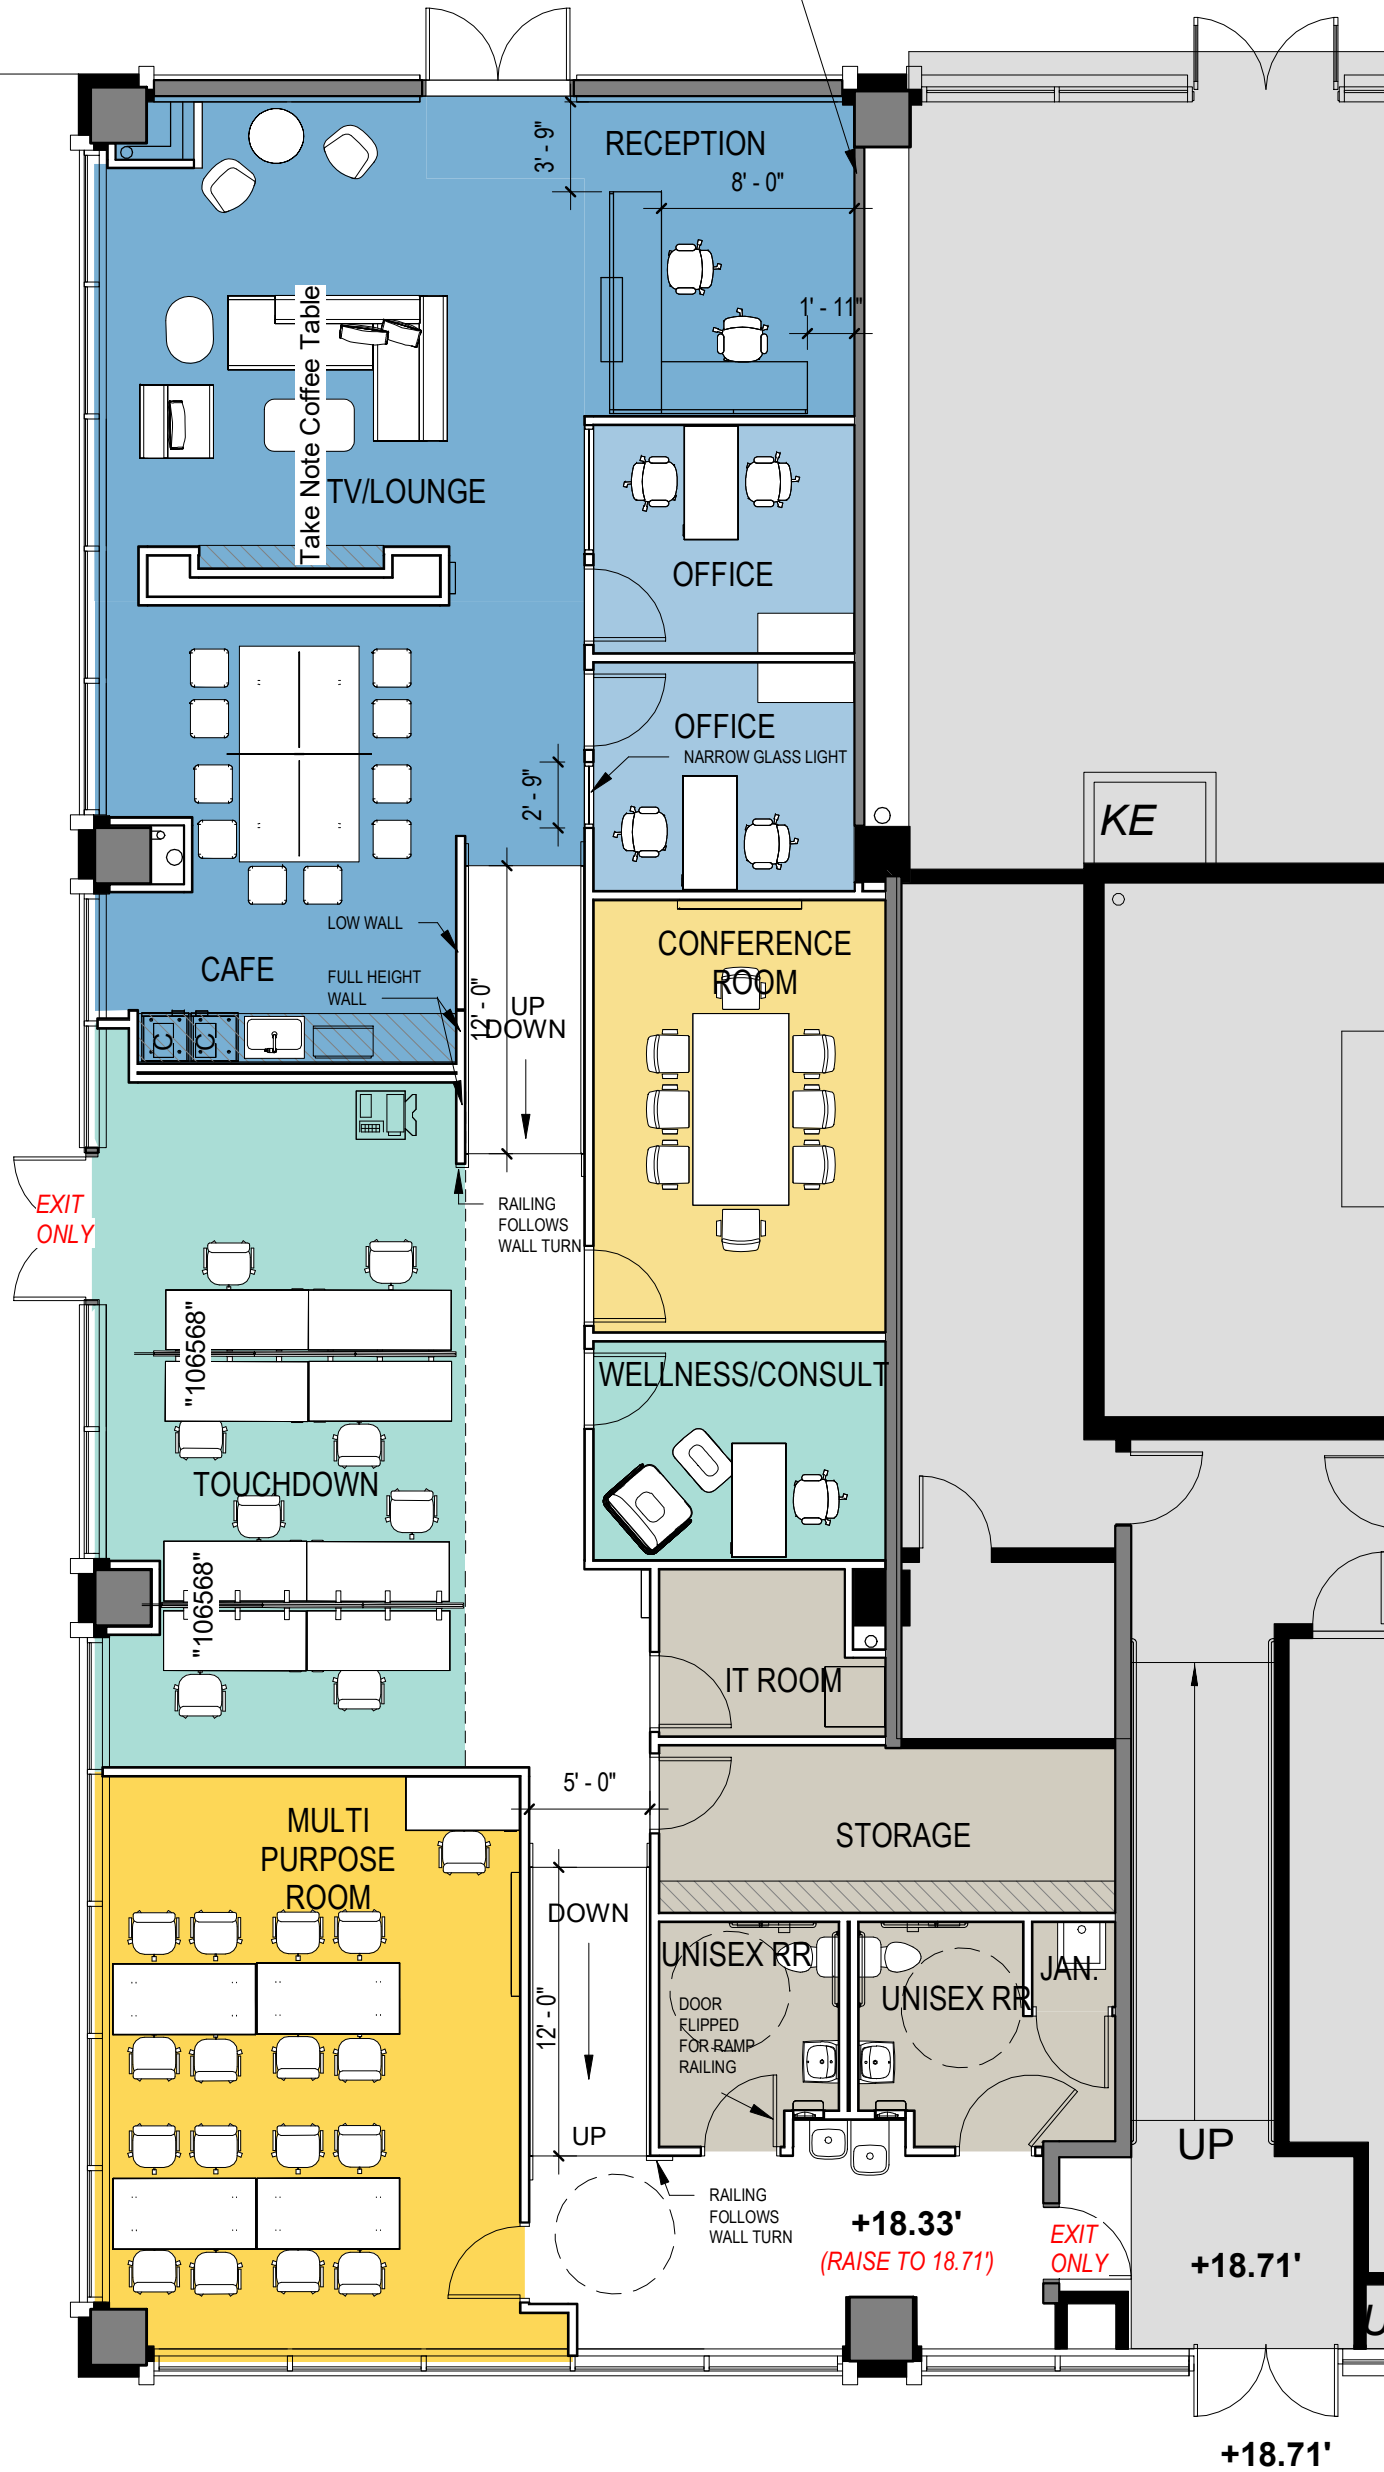 RECEPTION
3' - 9"
8' - 0"
1' - 11"
Take Note Coffee Table
TV/LOUNGE
OFFICE
OFFICE
NARROW GLASS LIGHT
2' - 9"
KE
LOW WALL
CAFE
FULL HEIGHT
WALL
C
C
12' - 0"
UP
DOWN
CONFERENCE
ROOM
EXIT
ONLY
RAILING
FOLLOWS
WALL TURN
"106568"
WELLNESS/CONSULT
TOUCHDOWN
"106568"
IT ROOM
5' - 0"
MULTI
PURPOSE
ROOM
STORAGE
DOWN
12' - 0"
UP
UNISEX RR
UNISEX RR
JAN.
DOOR
FLIPPED
FOR RAMP
RAILING
UP
RAILING
FOLLOWS
WALL TURN
+18.33'
(RAISE TO 18.71')
EXIT
ONLY
+18.71'
+18.71'